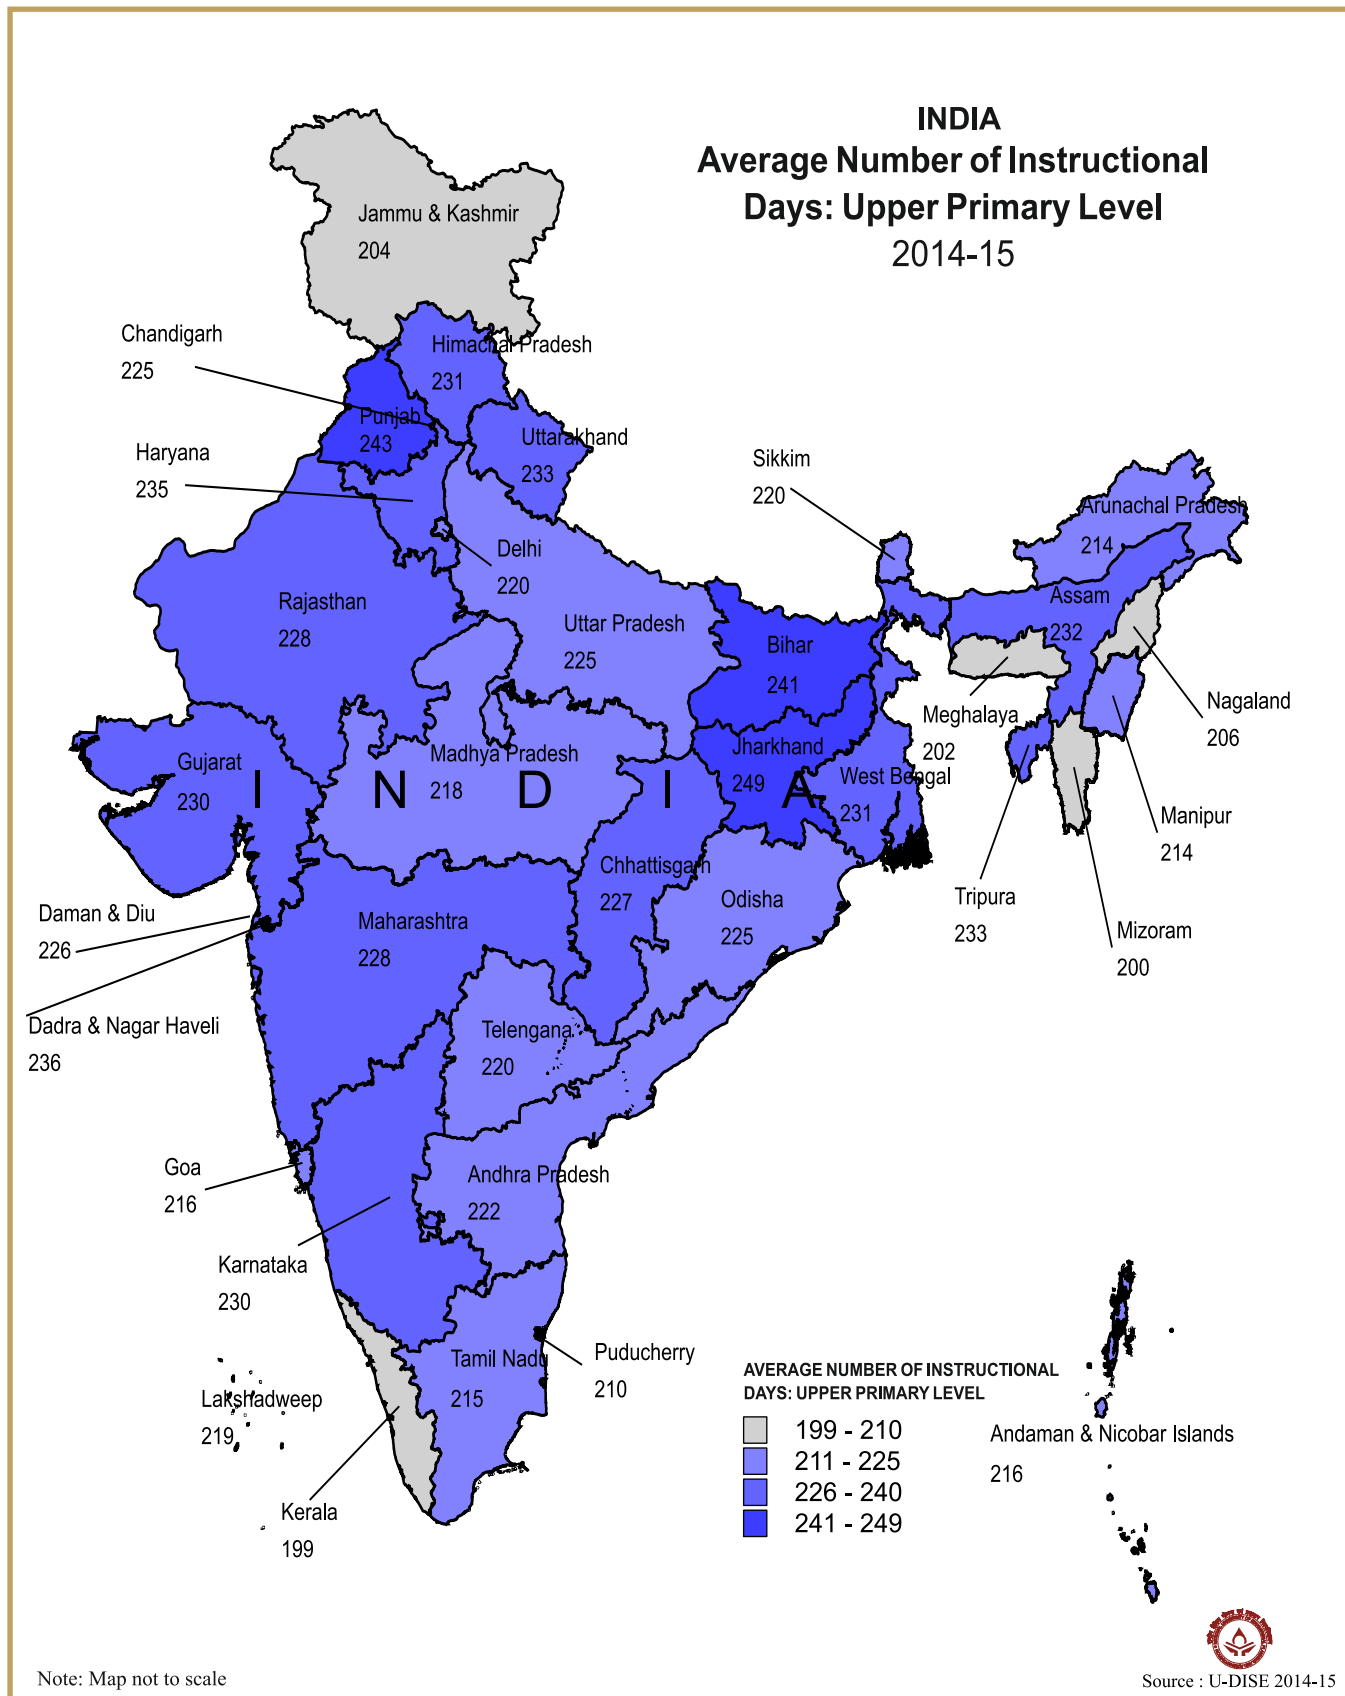 INDIA
Average Number of Instructional
Days: Upper Primary Level
2014-15
Jammu & Kashmir
204
Chandigarh
225
Himachal Pradesh
231
Punjab
243
Uttarakhand
233
Haryana
235
Sikkim
220
Arunachal Pradesh
214
Delhi
220
Rajasthan
228
Uttar Pradesh
225
Bihar
241
Assam
232
Nagaland
206
Meghalaya
202
Gujarat
230
Madhya Pradesh
218
Jharkhand
249
West Bengal
231
I N D I A
Manipur
214
Chhattisgarh
227
Odisha
225
Tripura
233
Mizoram
200
Daman & Diu
226
Maharashtra
228
Dadra & Nagar Haveli
236
Telengana
220
Goa
216
Andhra Pradesh
222
Karnataka
230
Tamil Nadu
215
Puducherry
210
Lakshadweep
219
Kerala
199
AVERAGE NUMBER OF INSTRUCTIONAL
DAYS: UPPER PRIMARY LEVEL
199 - 210
211 - 225
226 - 240
241 - 249
Andaman & Nicobar Islands
216
Note: Map not to scale
Source : U-DISE 2014-15